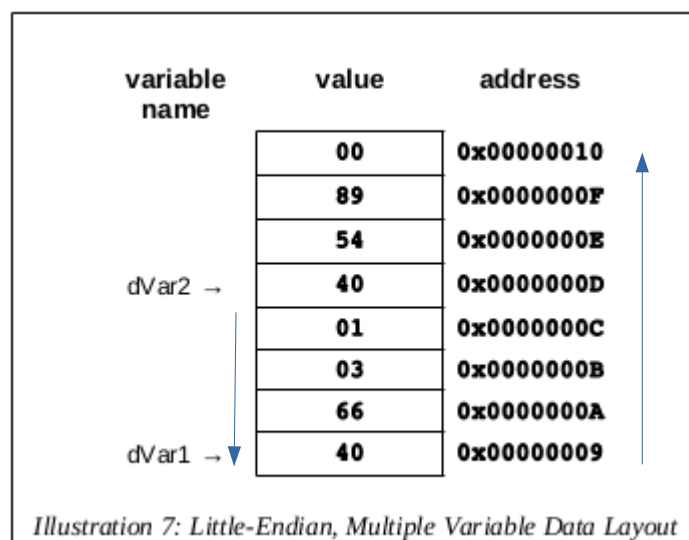 variable name value address
00 0x00000010
89 0x0000000F
54 0x0000000E
dVar2 → 40 0x0000000D
01 0x0000000C
03 0x0000000B
66 0x0000000A
dVar1 → 40 0x00000009
Illustration 7: Little-Endian, Multiple Variable Data Layout